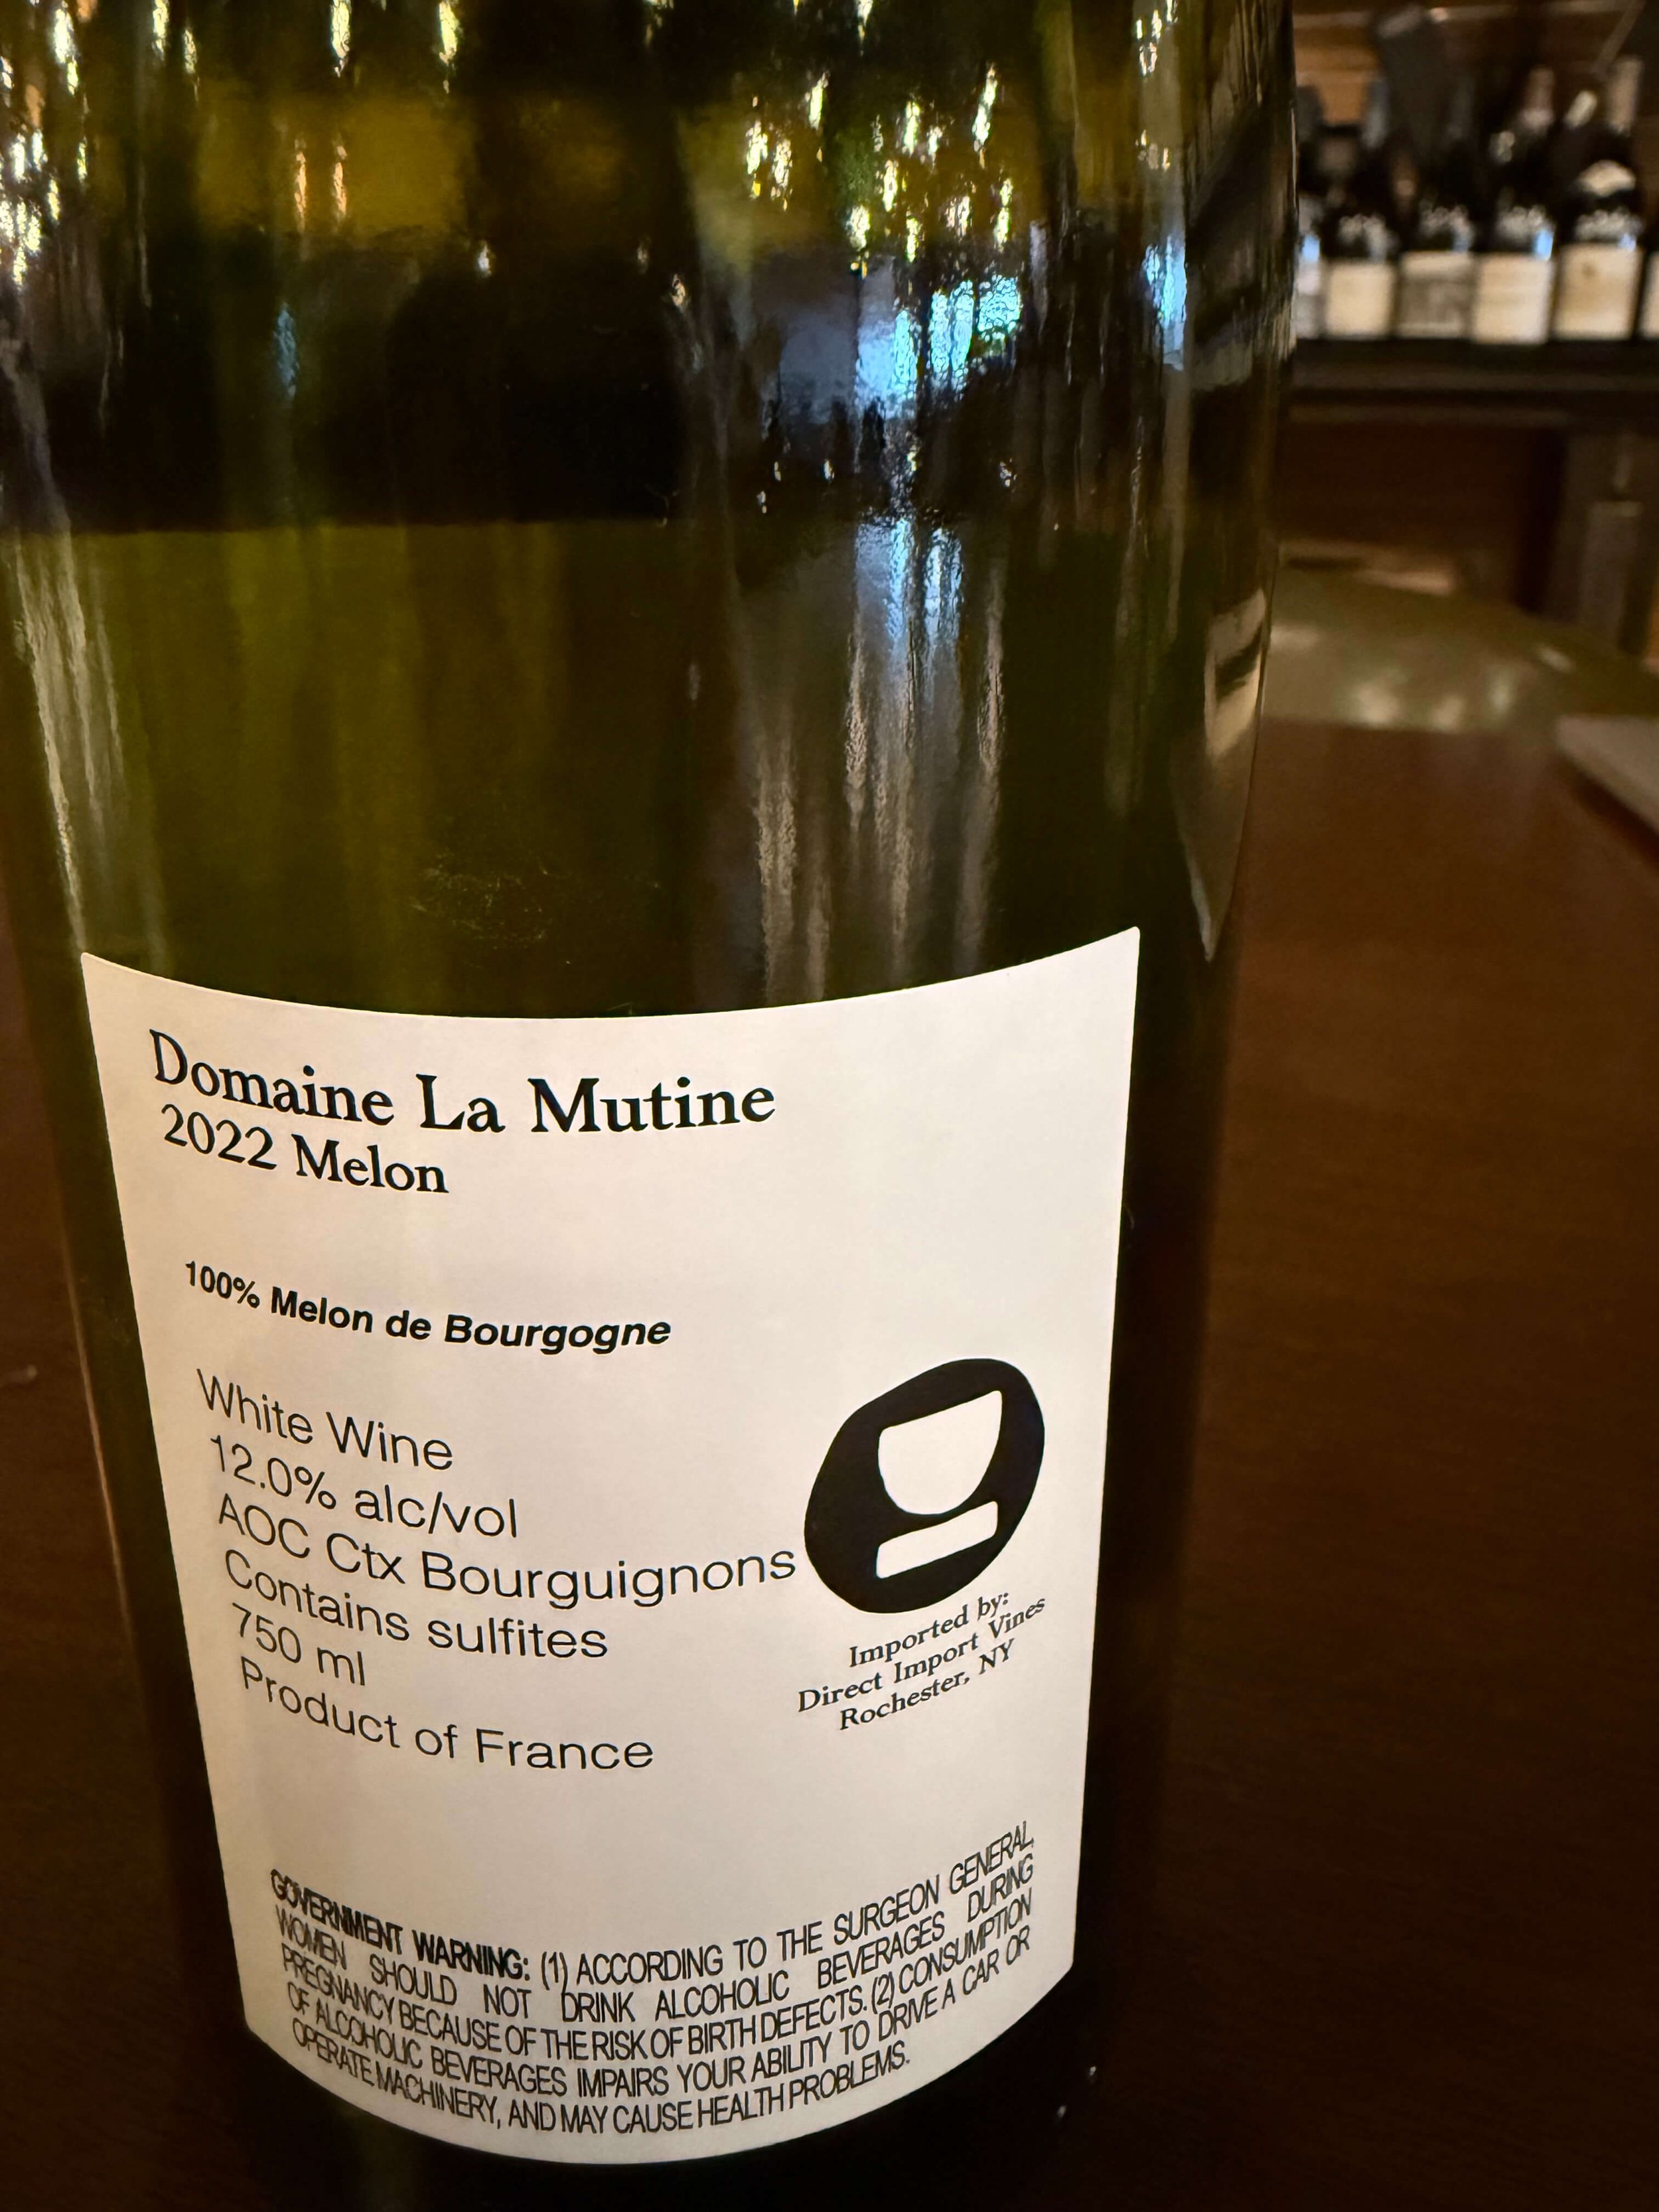 Domaine La Mutine
2022 Melon
100% Melon de Bourgogne
White Wine
12.0% alc/vol
AOC Ctx Bourguignons
Contains sulfites
750 ml
Product of France
Imported by:
Direct Import Vines
Rochester, NY
GOVERNMENT WARNING: (1) ACCORDING TO THE SURGEON GENERAL,
WOMEN SHOULD NOT DRINK ALCOHOLIC BEVERAGES DURING
PREGNANCY BECAUSE OF THE RISK OF BIRTH DEFECTS. (2) CONSUMPTION
OF ALCOHOLIC BEVERAGES IMPAIRS YOUR ABILITY TO DRIVE A CAR OR
OPERATE MACHINERY, AND MAY CAUSE HEALTH PROBLEMS.